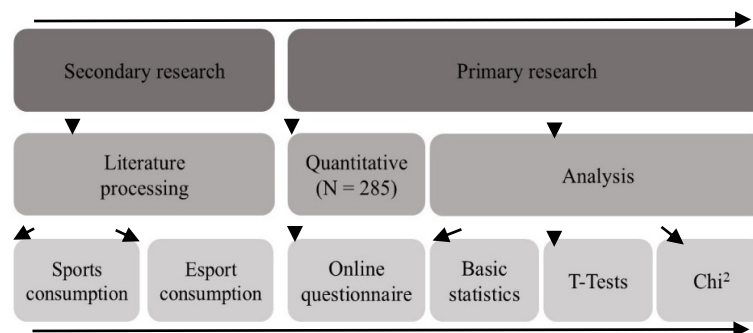 Secondary research
Primary research
Literature
processing
Quantitative
(N = 285)
Analysis
Sports
consumption
Esport
consumption
Online
questionnaire
Basic
statistics
T-Tests
Chi²